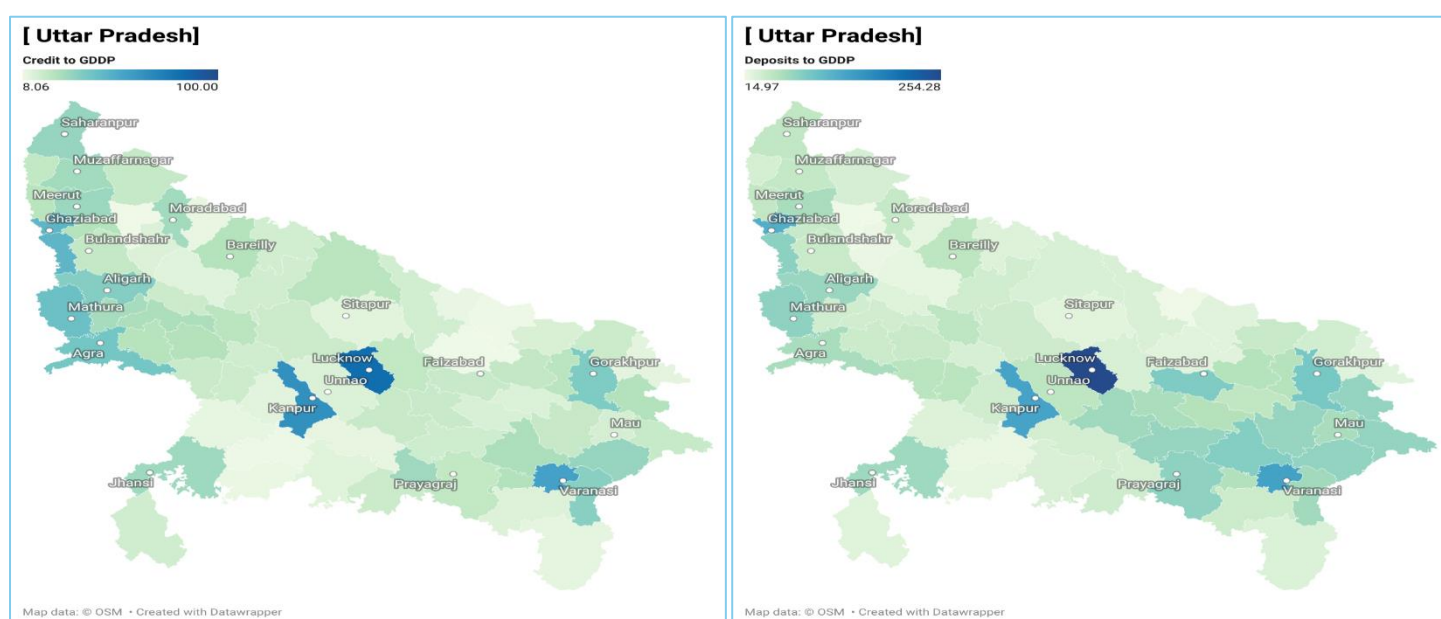 [ Uttar Pradesh]
Credit to GDDP
8.06 100.00
Saharanpur
Muzaffarnagar
Meerut
Moradabad
Ghaziabad
Bulandshahr
Bareilly
Aligarh
Mathura
Sitapur
Agra
Lucknow
Faizabad
Gorakhpur
Unnao
Kanpur
Mau
Jhansi
Prayagraj
Varanasi
Map data: © OSM • Created with Datawrapper
[ Uttar Pradesh]
Deposits to GDDP
14.97 254.28
Saharanpur
Muzaffarnagar
Meerut
Moradabad
Ghaziabad
Bulandshahr
Bareilly
Aligarh
Mathura
Sitapur
Agra
Lucknow
Faizabad
Gorakhpur
Unnao
Kanpur
Mau
Jhansi
Prayagraj
Varanasi
Map data: © OSM • Created with Datawrapper